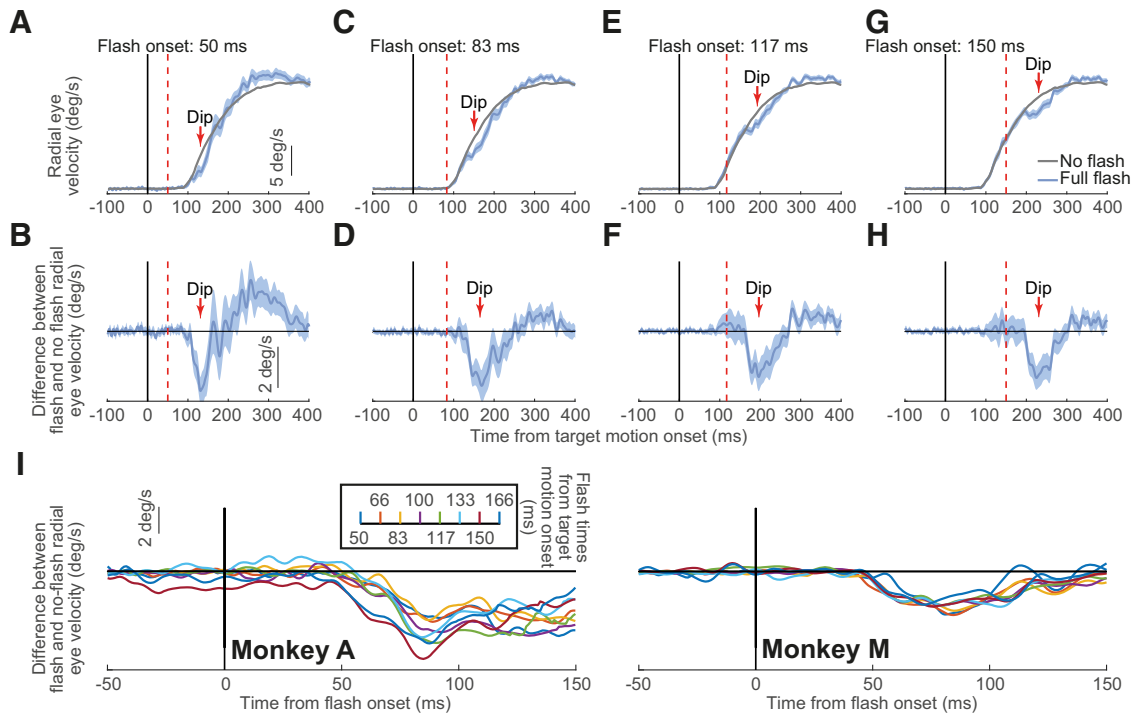 A
C
E
G
Flash onset: 50 ms
Flash onset: 83 ms
Flash onset: 117 ms
Flash onset: 150 ms
Radial eye
velocity (deg/s)
Dip
Dip
Dip
Dip
5 deg/s
No flash
Full flash
-100 0 100 200 300 400
-100 0 100 200 300 400
-100 0 100 200 300 400
-100 0 100 200 300 400
B
D
F
H
Difference between
flash and no flash radial
eye velocity (deg/s)
Dip
Dip
Dip
Dip
2 deg/s
-100 0 100 200 300 400
-100 0 100 200 300 400
-100 0 100 200 300 400
-100 0 100 200 300 400
Time from target motion onset (ms)
I
Difference between
flash and no-flash radial
eye velocity (deg/s)
2 deg/s
66 100 133 166
50 83 117 150
Flash times
from target
motion onset
(ms)
Monkey A
Monkey M
-50 0 50 100 150
-50 0 50 100 150
Time from flash onset (ms)
Time from flash onset (ms)